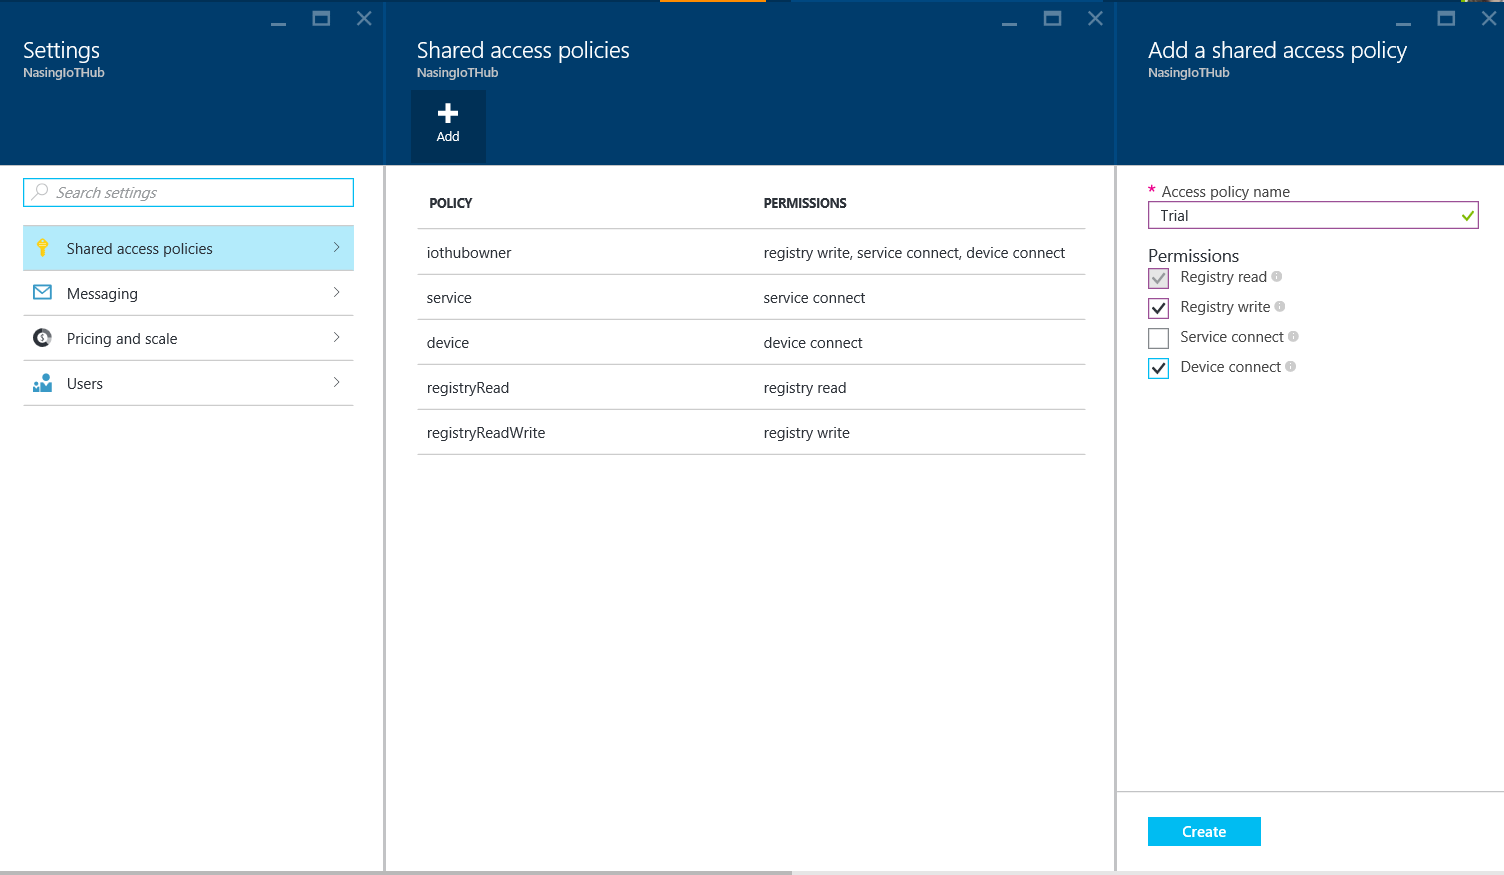 Settings
NasingIoTHub
Search settings
Shared access policies
Messaging
Pricing and scale
Users
Shared access policies
NasingIoTHub
Add
POLICY PERMISSIONS
iothubowner registry write, service connect, device connect
service service connect
device device connect
registryRead registry read
registryReadWrite registry write
Add a shared access policy
NasingIoTHub
* Access policy name
Trial
Permissions
Registry read
Registry write
Service connect
Device connect
Create